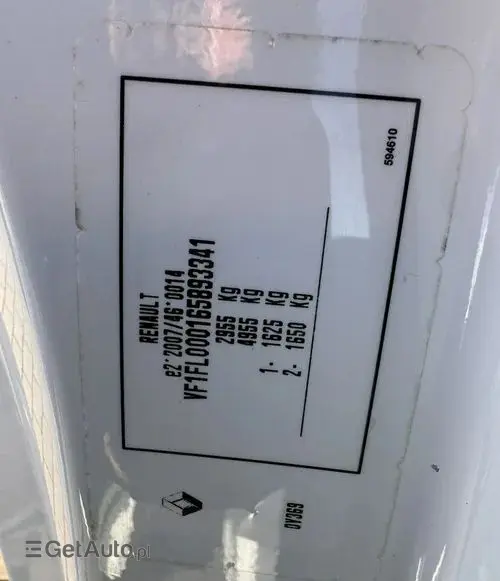 RENAULT
e2*2007/46*0014
VF1FL000165893341
2955 Kg
4955 Kg
1- 1625 Kg
2- 1650 Kg
594610
0V369
GetAuto.pl